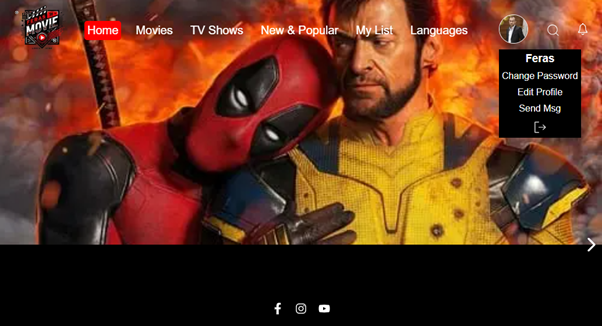 MOVIE
Home Movies TV Shows New & Popular My List Languages
Feras
Change Password
Edit Profile
Send Msg